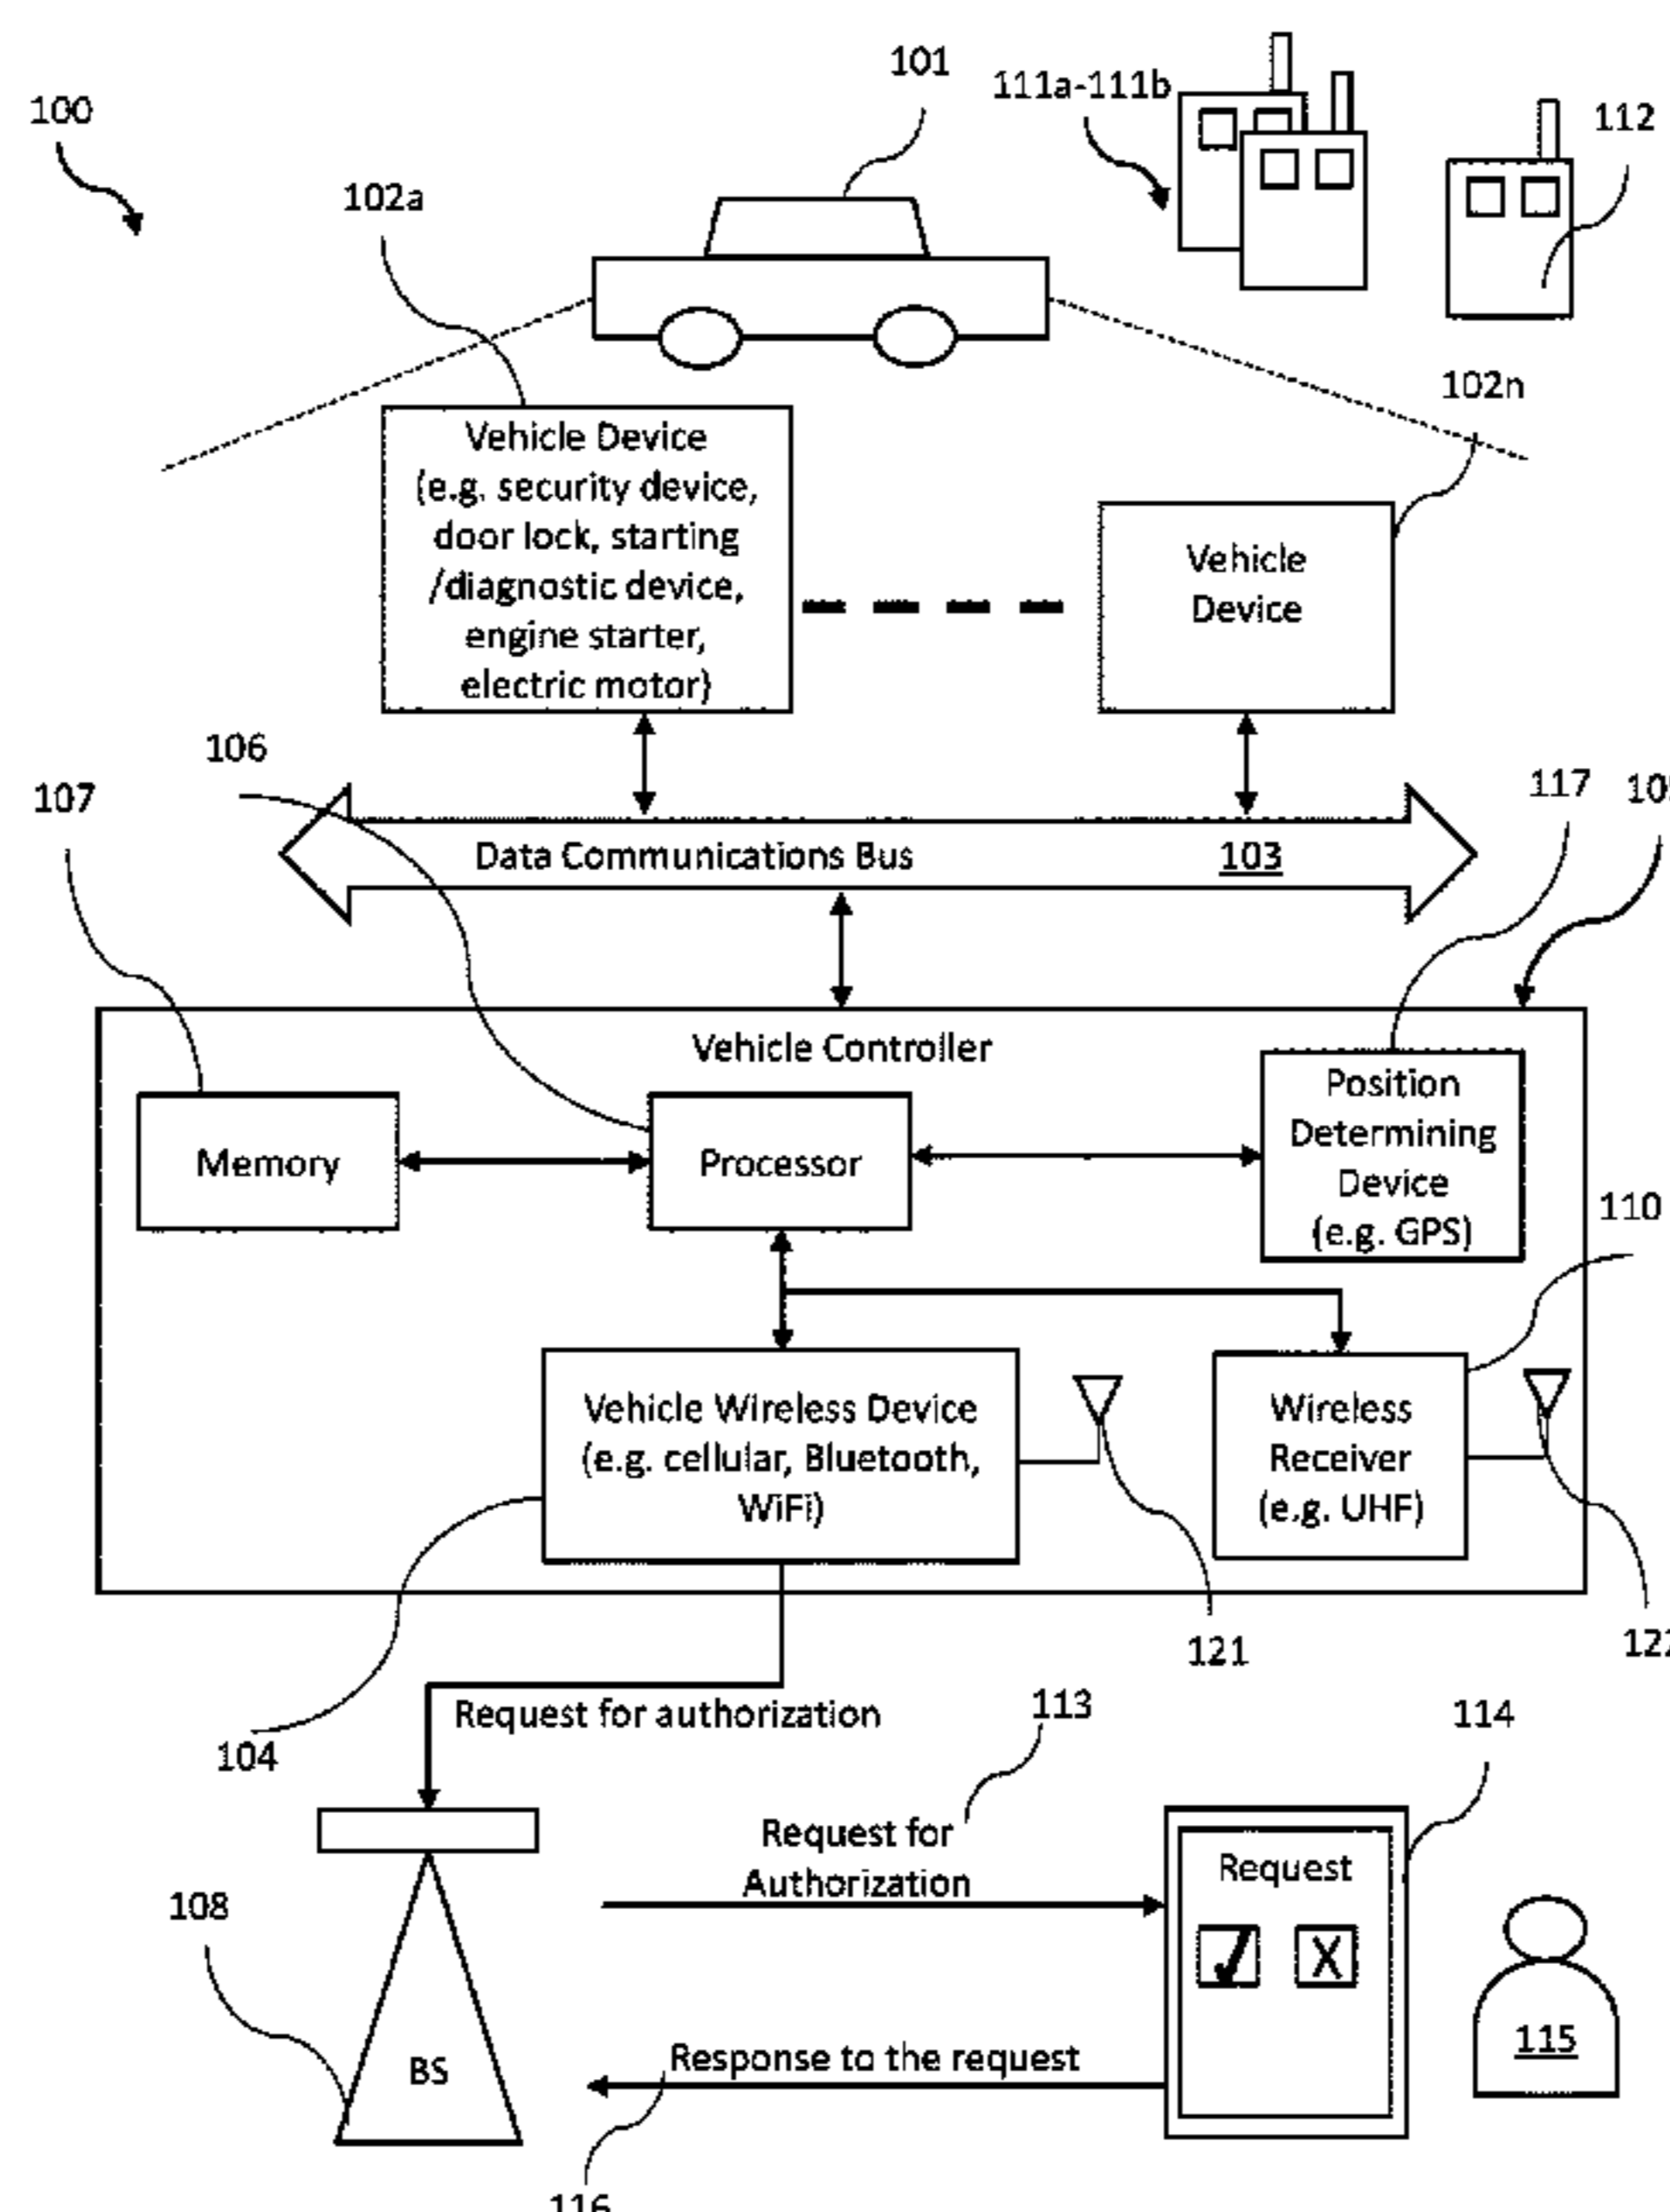 101
111a-111b
100
112
102a
102n
Vehicle Device
(e.g. security device,
door lock, starting
/diagnostic device,
engine starter,
electric motor)
Vehicle
Device
106
107
117
Data Communications Bus 103
Vehicle Controller
Position
Determining
Device
(e.g. GPS)
Memory
Processor
110
Vehicle Wireless Device
(e.g. cellular, Bluetooth,
WiFi)
Wireless
Receiver
(e.g. UHF)
121
113
114
Request for authorization
104
Request for
Authorization
Request
X
108
115
Response to the request
BS
116